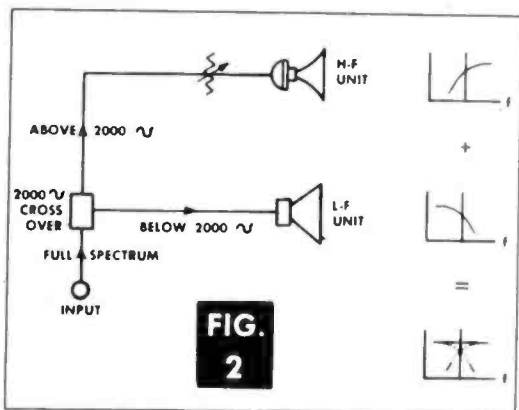 H-F
UNIT
f
ABOVE 2000 ∿
+
2000 ∿
CROSS
OVER
L-F
UNIT
BELOW 2000 ∿
f
FULL SPECTRUM
=
INPUT
FIG.
2
f